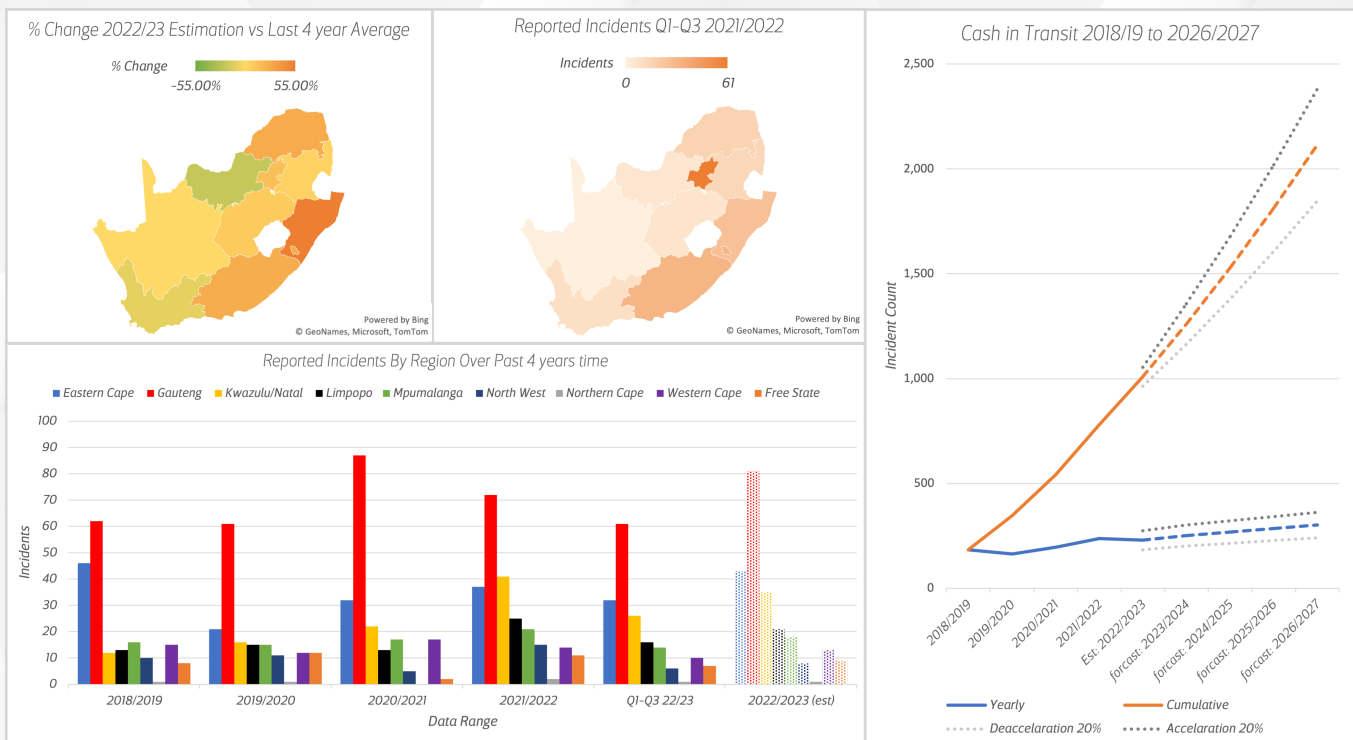 % Change 2022/23 Estimation vs Last 4 year Average
% Change
-55.00% 55.00%
Powered by Bing
© GeoNames, Microsoft, TomTom
Reported Incidents Q1-Q3 2021/2022
Incidents
0 61
Powered by Bing
© GeoNames, Microsoft, TomTom
Reported Incidents By Region Over Past 4 years time
Eastern Cape Gauteng Kwazulu/Natal Limpopo Mpumalanga North West Northern Cape Western Cape Free State
Incidents
100
90
80
70
60
50
40
30
20
10
0
2018/2019 2019/2020 2020/2021 2021/2022 Q1-Q3 22/23 2022/2023 (est)
Data Range
Cash in Transit 2018/19 to 2026/2027
Incident Count
2,500
2,000
1,500
1,000
500
0
2018/2019 2019/2020 2020/2021 2021/2022 Est- 2022/2023 forcast: 2023/2024 forcast: 2024/2025 forcast: 2025/2026 forcast: 2026/2027
Yearly Cumulative
Deaccelaration 20% Accelaration 20%